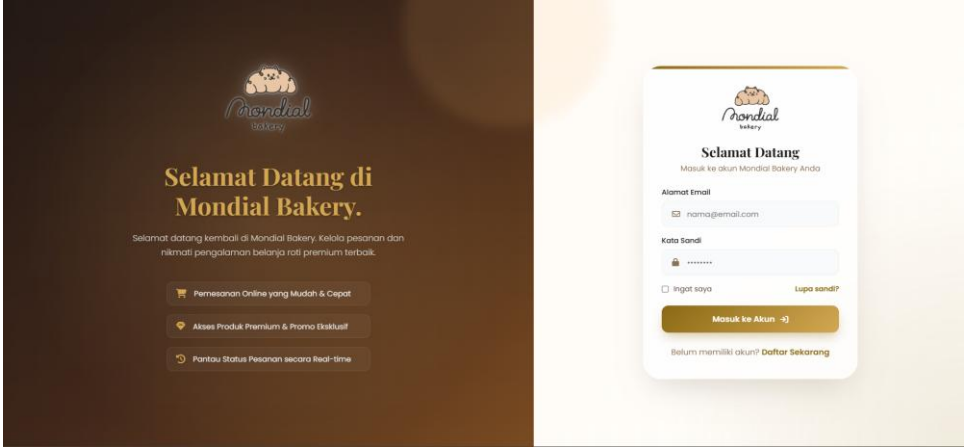 Mondial
bakery
Selamat Datang di
Mondial Bakery.
Selamat datang kembali di Mondial Bakery. Kelola pesanan dan
nikmati pengalaman belanja roti premium terbaik.
Pemesanan Online yang Mudah & Cepat
Akses Produk Premium & Promo Eksklusif
Pantau Status Pesanan secara Real-time
Mondial
bakery
Selamat Datang
Masuk ke akun Mondial Bakery Anda
Alamat Email
nama@email.com
Kata Sandi
••••••••
Ingat saya Lupa sandi?
Masuk ke Akun
Belum memiliki akun? Daftar Sekarang